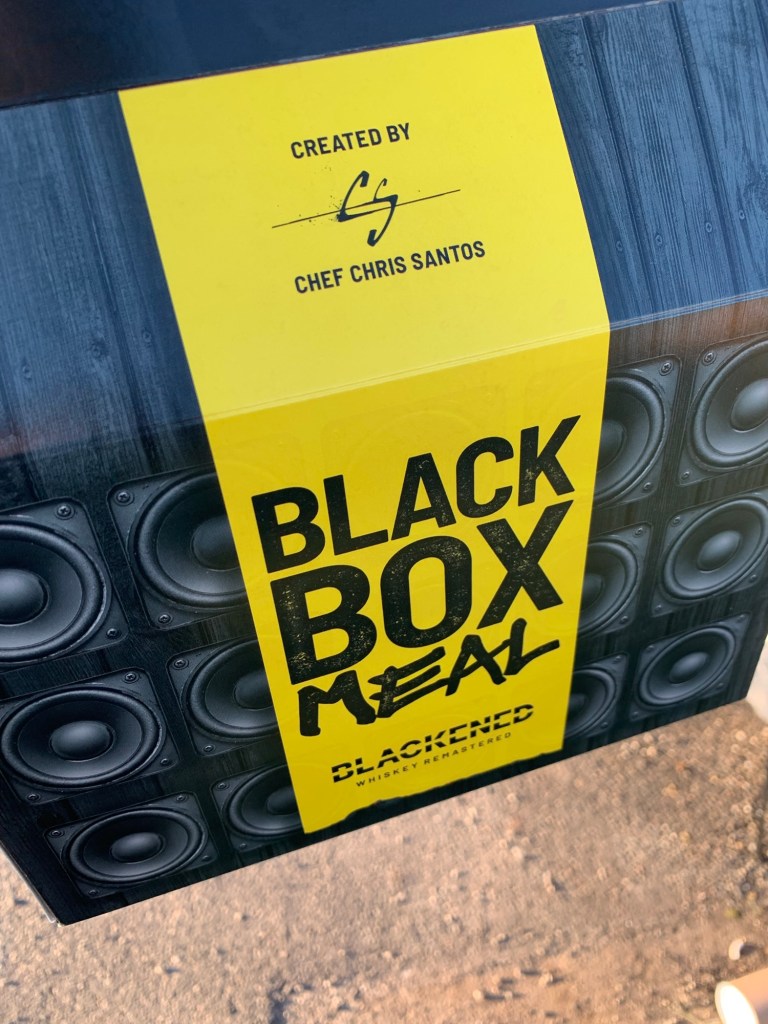 CREATED BY
CS
CHEF CHRIS SANTOS
BLACK
BOX
MEAL
BLACKENED
WHISKEY REMASTERED